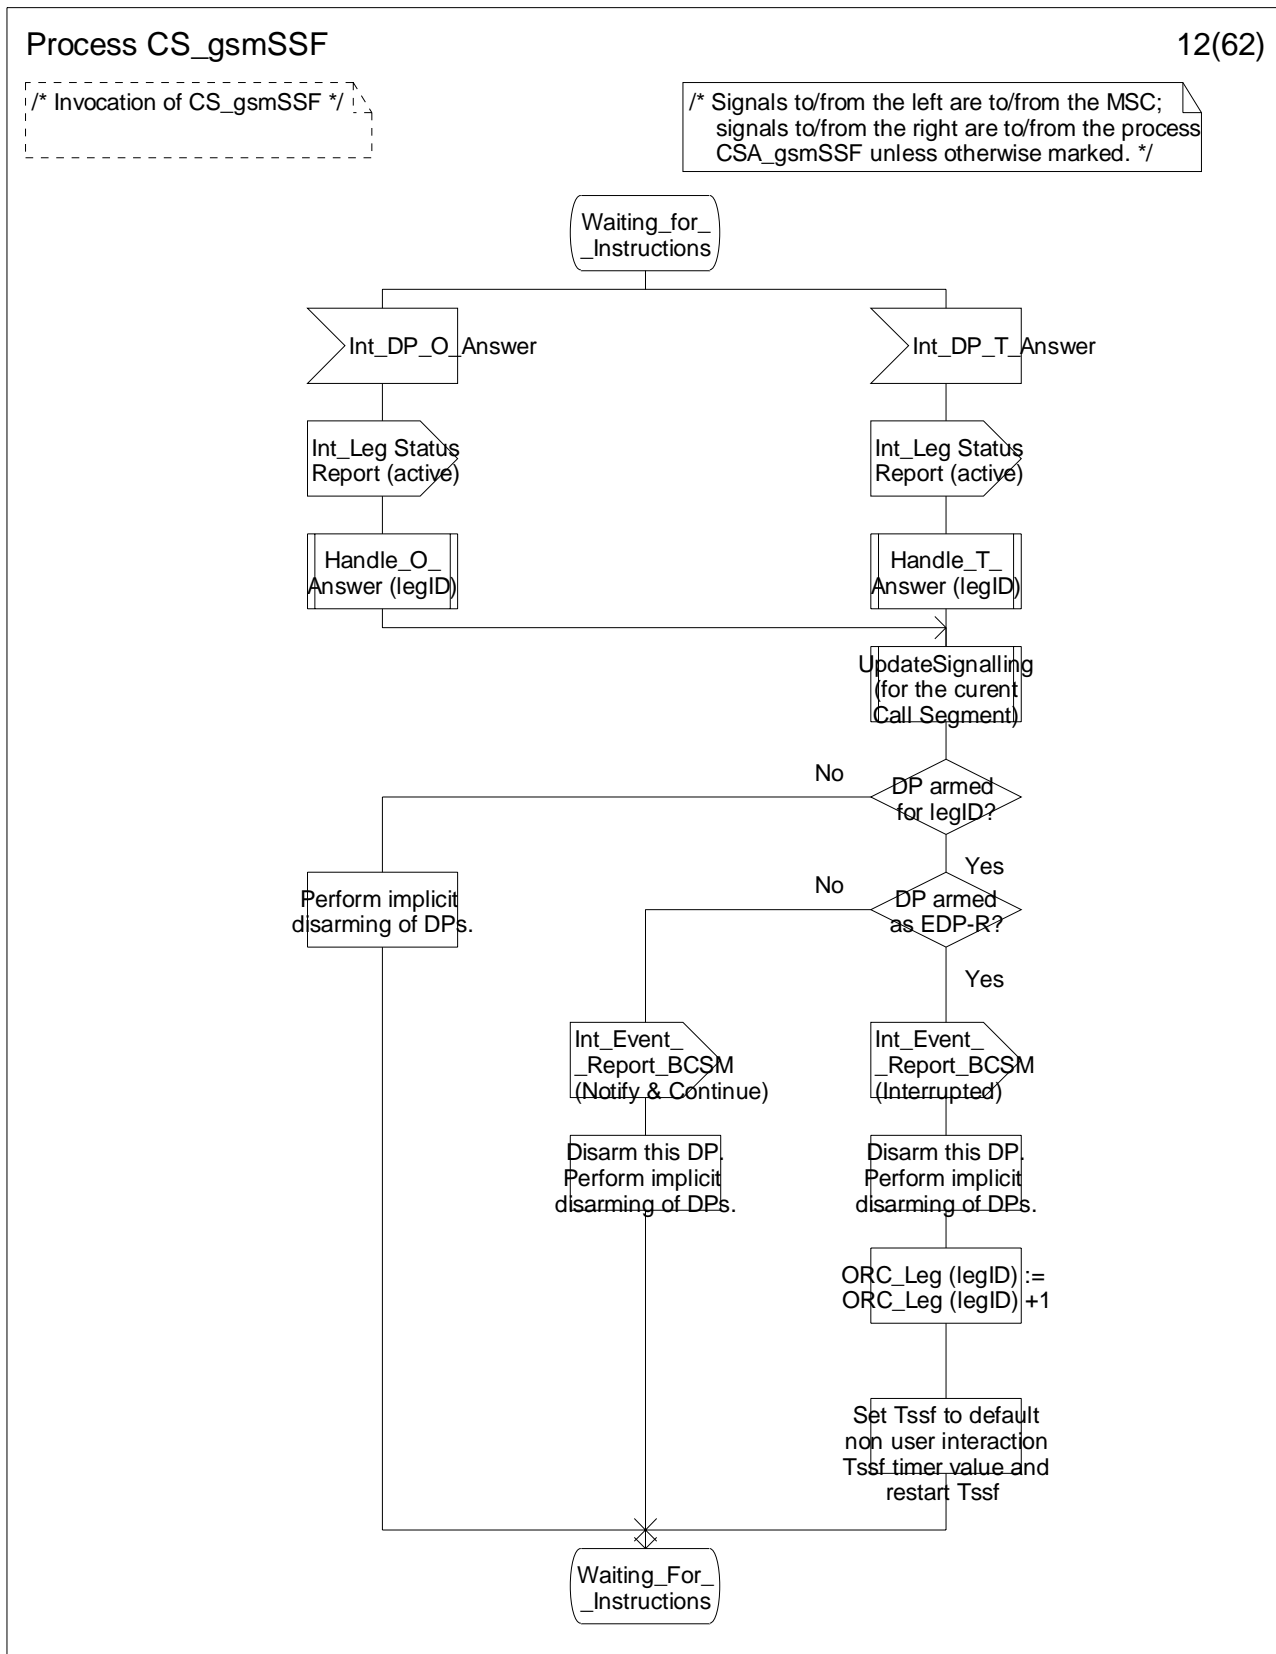 Process CS_gsmSSF
12(62)
/* Invocation of CS_gsmSSF */
/* Signals to/from the left are to/from the MSC;
signals to/from the right are to/from the process
CSA_gsmSSF unless otherwise marked. */
Waiting_for_
_Instructions
Int_DP_O_Answer
Int_DP_T_Answer
Int_Leg Status
Report (active)
Int_Leg Status
Report (active)
Handle_O_
Answer (legID)
Handle_T_
Answer (legID)
UpdateSignalling
(for the curent
Call Segment)
No
DP armed
for legID?
Yes
Perform implicit
disarming of DPs.
No
DP armed
as EDP-R?
Yes
Int_Event_
_Report_BCSM
(Notify & Continue)
Int_Event_
_Report_BCSM
(Interrupted)
Disarm this DP.
Perform implicit
disarming of DPs.
Disarm this DP.
Perform implicit
disarming of DPs.
ORC_Leg (legID) :=
ORC_Leg (legID) +1
Set Tssf to default
non user interaction
Tssf timer value and
restart Tssf
Waiting_For_
_Instructions